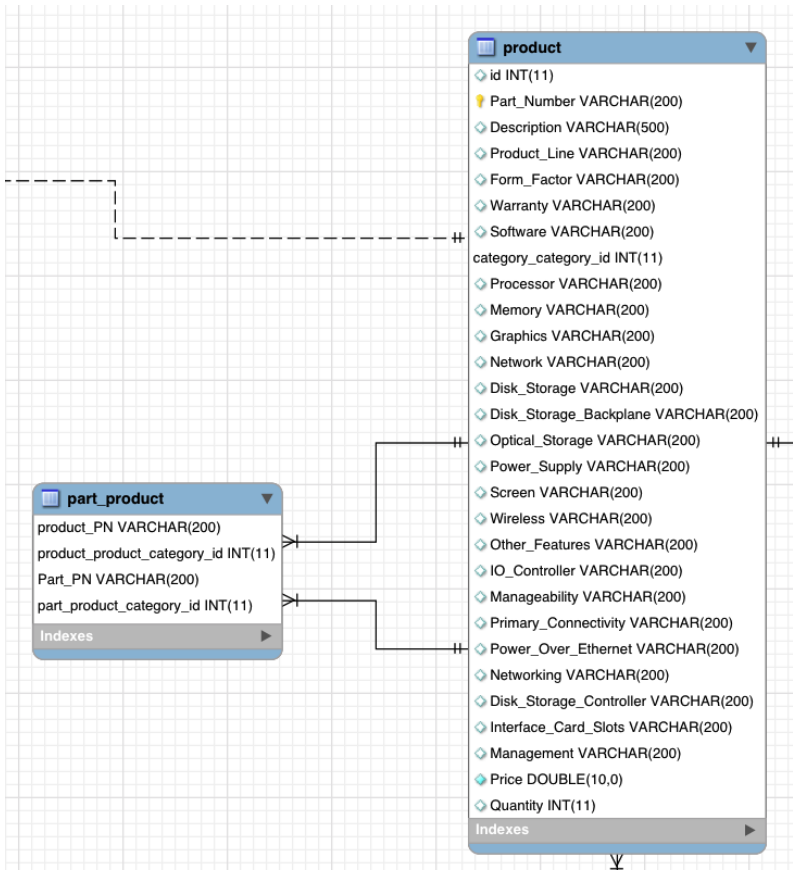 product
id INT(11)
Part_Number VARCHAR(200)
Description VARCHAR(500)
Product_Line VARCHAR(200)
Form_Factor VARCHAR(200)
Warranty VARCHAR(200)
Software VARCHAR(200)
category_category_id INT(11)
Processor VARCHAR(200)
Memory VARCHAR(200)
Graphics VARCHAR(200)
Network VARCHAR(200)
Disk_Storage VARCHAR(200)
Disk_Storage_Backplane VARCHAR(200)
Optical_Storage VARCHAR(200)
Power_Supply VARCHAR(200)
Screen VARCHAR(200)
Wireless VARCHAR(200)
Other_Features VARCHAR(200)
IO_Controller VARCHAR(200)
Manageability VARCHAR(200)
Primary_Connectivity VARCHAR(200)
Power_Over_Ethernet VARCHAR(200)
Networking VARCHAR(200)
Disk_Storage_Controller VARCHAR(200)
Interface_Card_Slots VARCHAR(200)
Management VARCHAR(200)
Price DOUBLE(10,0)
Quantity INT(11)
Indexes
part_product
product_PN VARCHAR(200)
product_product_category_id INT(11)
Part_PN VARCHAR(200)
part_product_category_id INT(11)
Indexes